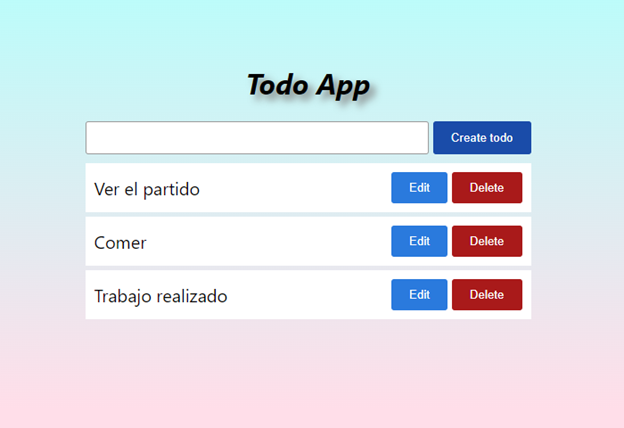 Todo App
Create todo
Ver el partido Edit Delete
Comer Edit Delete
Trabajo realizado Edit Delete